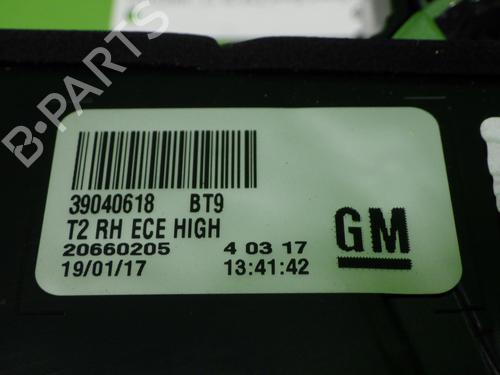 B-PARTS
39040618 BT9
T2 RH ECE HIGH
20660205 4 03 17
19/01/17 13:41:42
GM